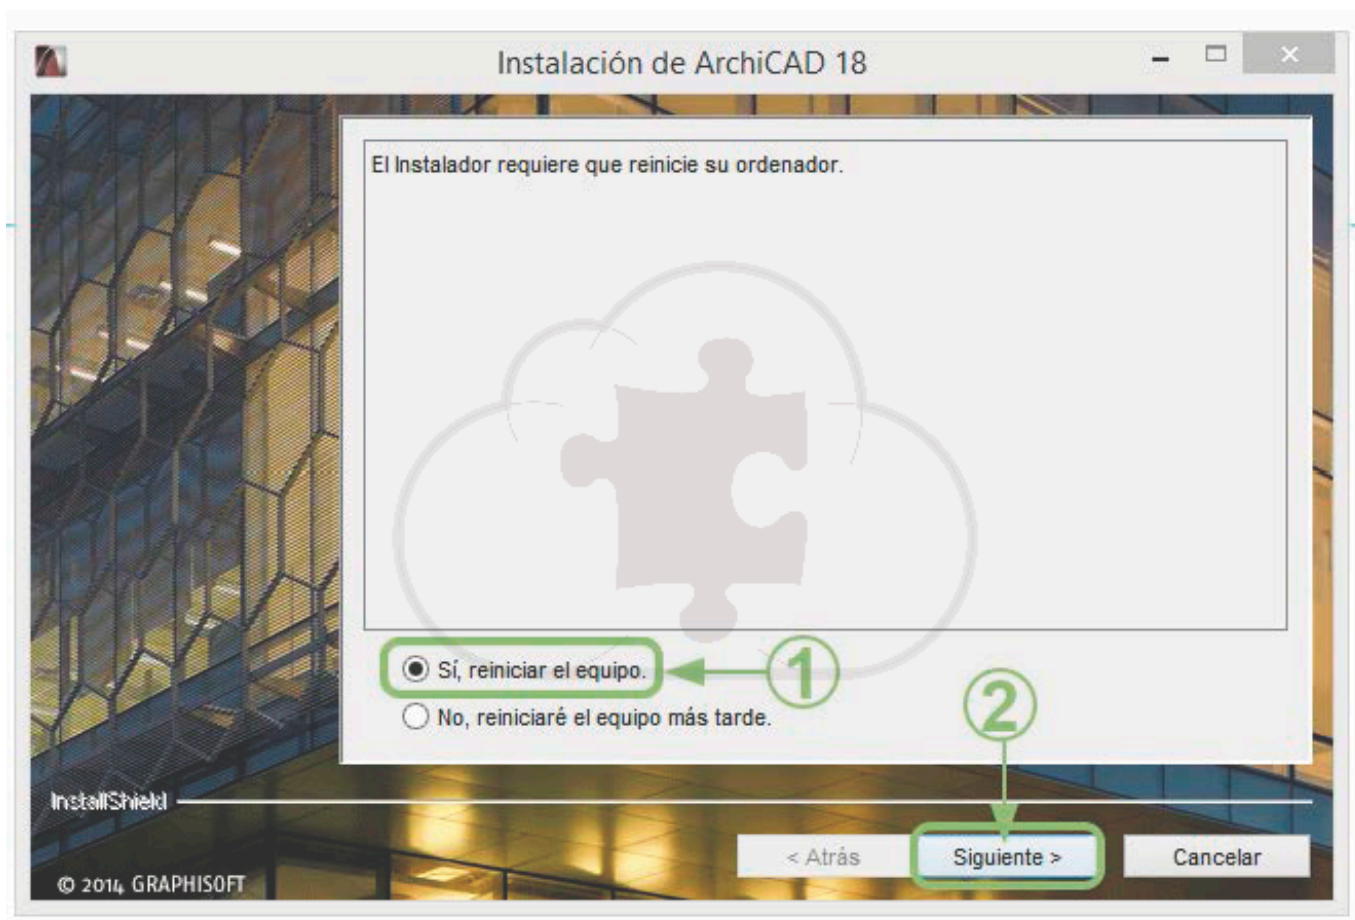 Instalación de ArchiCAD 18
El Instalador requiere que reinicie su ordenador.
Sí, reiniciar el equipo.
1
No, reiniciaré el equipo más tarde.
2
InstallShield
< Atrás
Siguiente >
Cancelar
© 2014 GRAPHISOFT